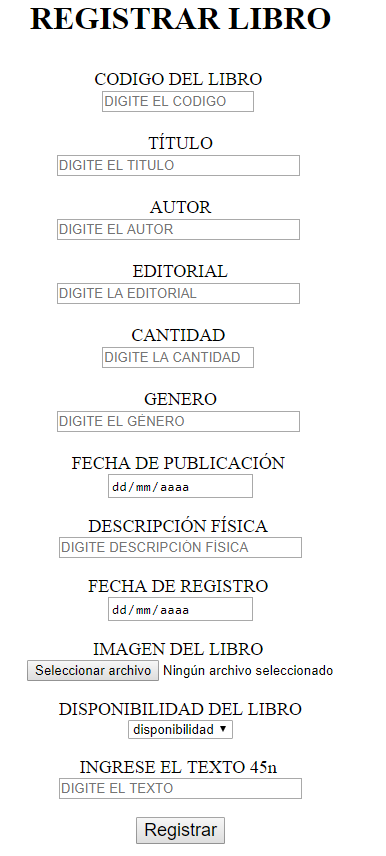 REGISTRAR LIBRO
CODIGO DEL LIBRO
DIGITE EL CODIGO
TÍTULO
DIGITE EL TITULO
AUTOR
DIGITE EL AUTOR
EDITORIAL
DIGITE LA EDITORIAL
CANTIDAD
DIGITE LA CANTIDAD
GENERO
DIGITE EL GÉNERO
FECHA DE PUBLICACIÓN
dd/mm/aaaa
DESCRIPCIÓN FÍSICA
DIGITE DESCRIPCIÓN FÍSICA
FECHA DE REGISTRO
dd/mm/aaaa
IMAGEN DEL LIBRO
Seleccionar archivo Ningún archivo seleccionado
DISPONIBILIDAD DEL LIBRO
disponibilidad
INGRESE EL TEXTO 45n
DIGITE EL TEXTO
Registrar